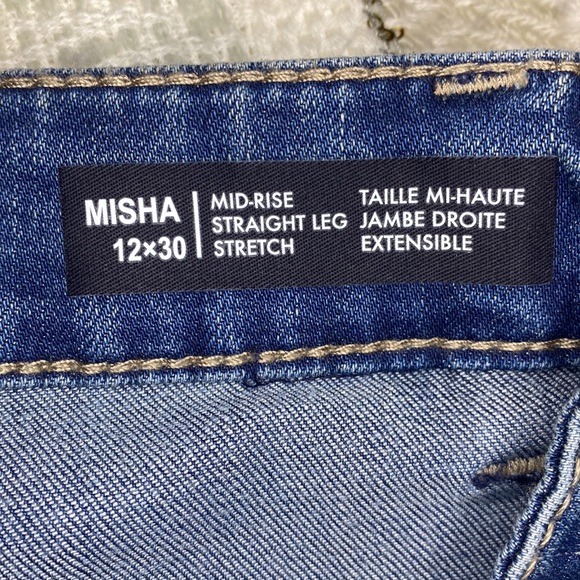 MISHA
12×30
MID-RISE
STRAIGHT LEG
STRETCH
TAILLE MI-HAUTE
JAMBE DROITE
EXTENSIBLE